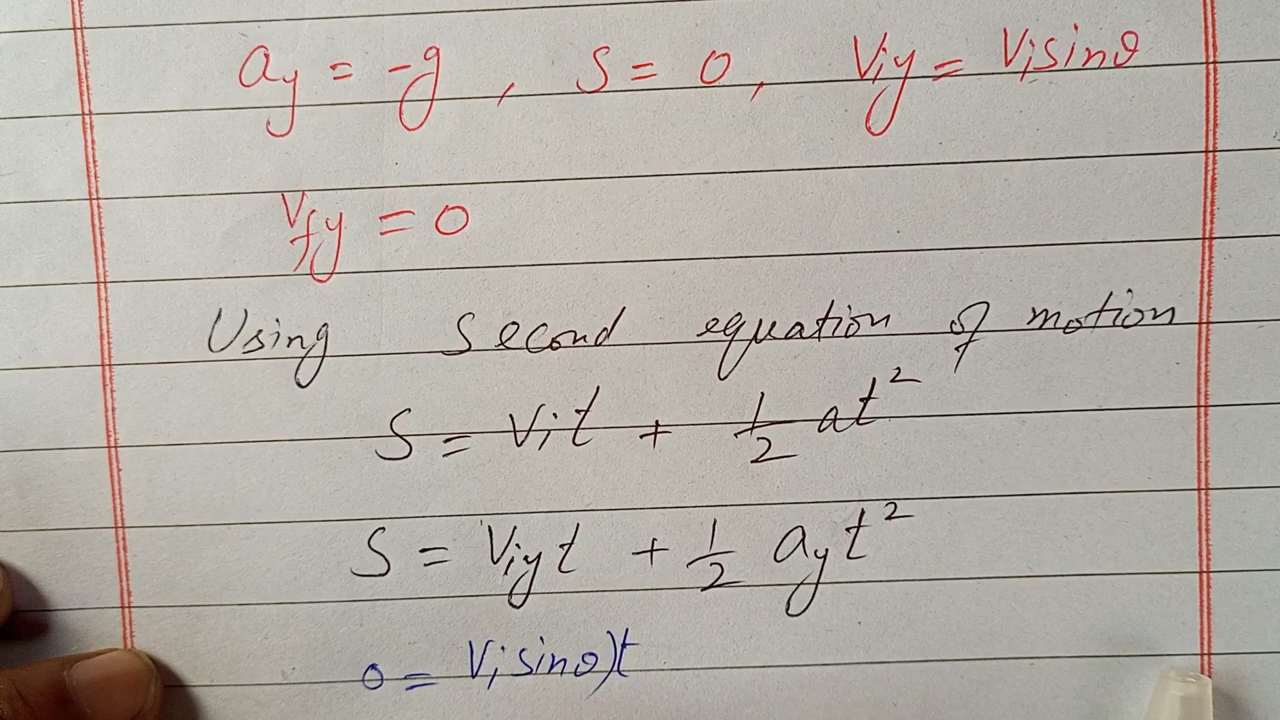 ay = -g , S = 0, Viy = Visinθ
Vfy = 0
Using Second equation of motion
S = Vit + 1/2 at²
S = Viyt + 1/2 ayt²
0 = Visinθ)t